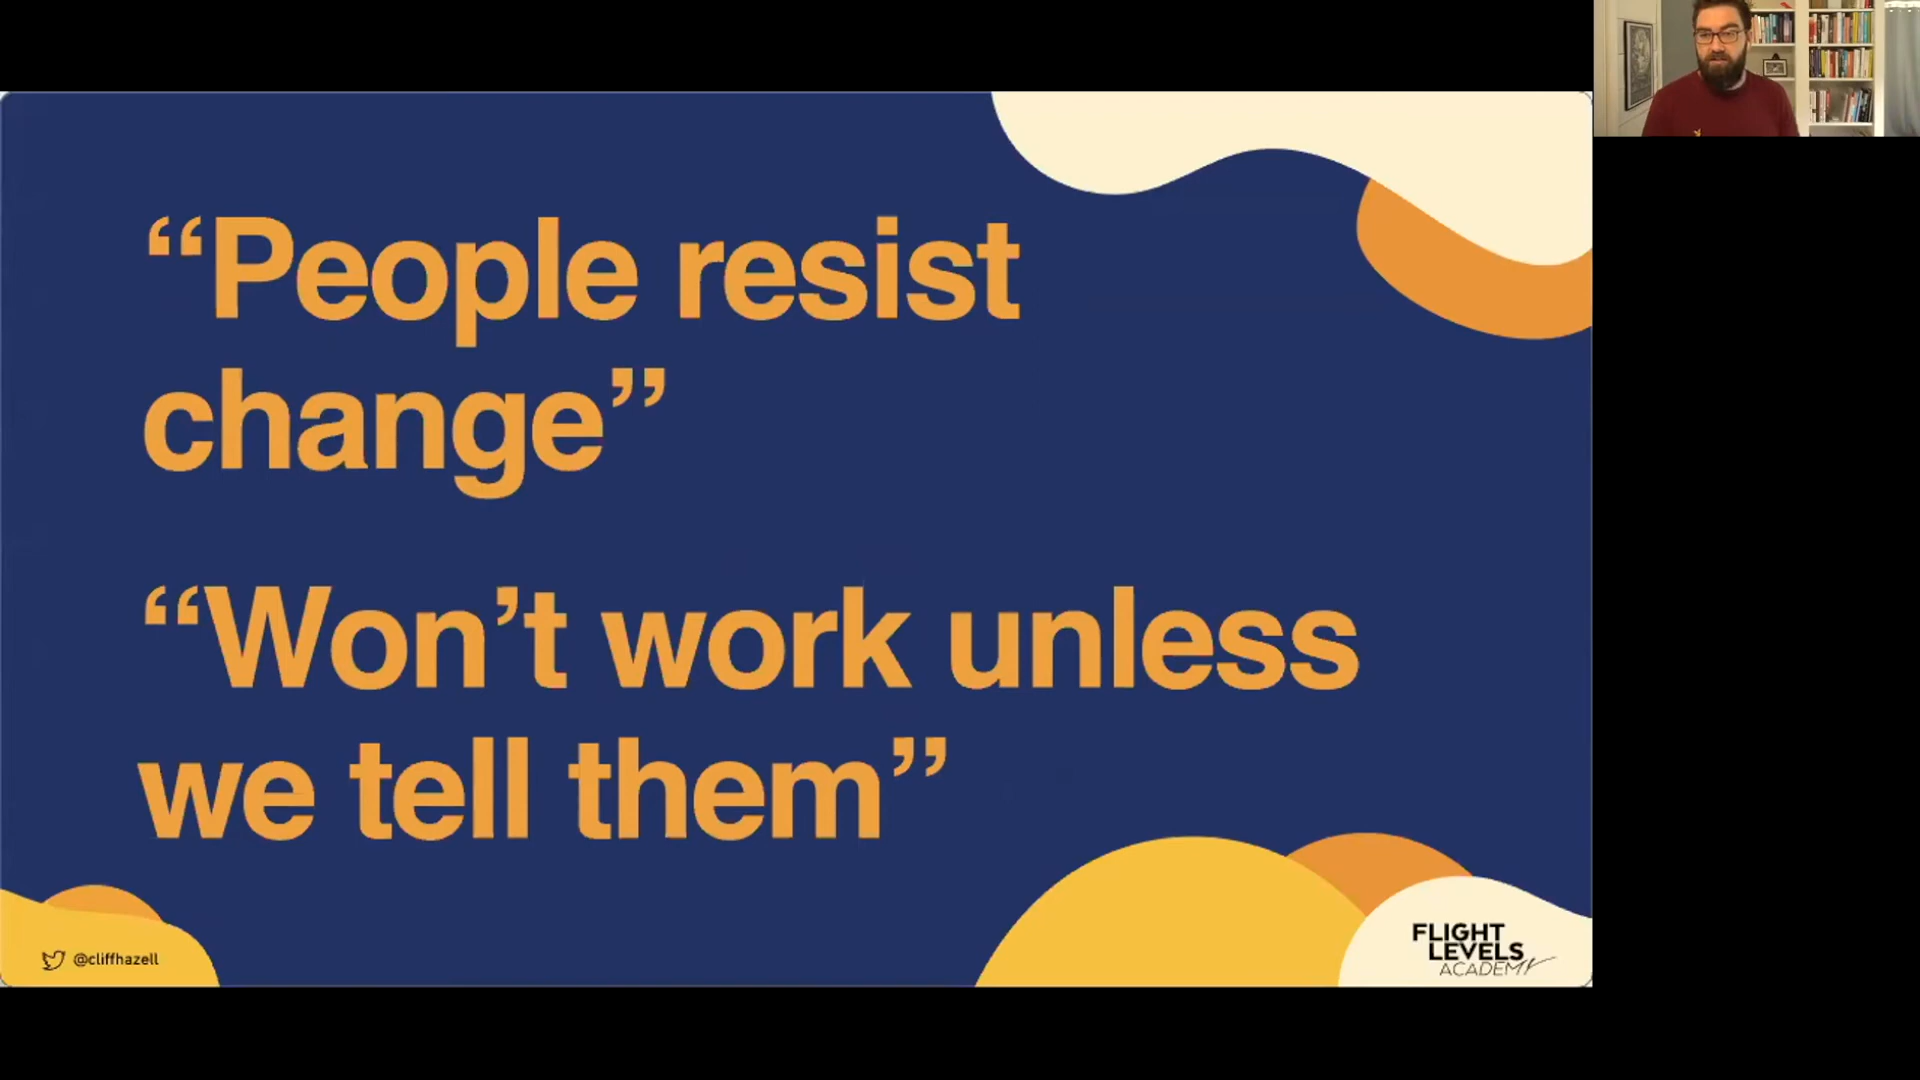 “People resist
change”
“Won’t work unless
we tell them”
@cliffhazell
FLIGHT
LEVELS
ACADEMY